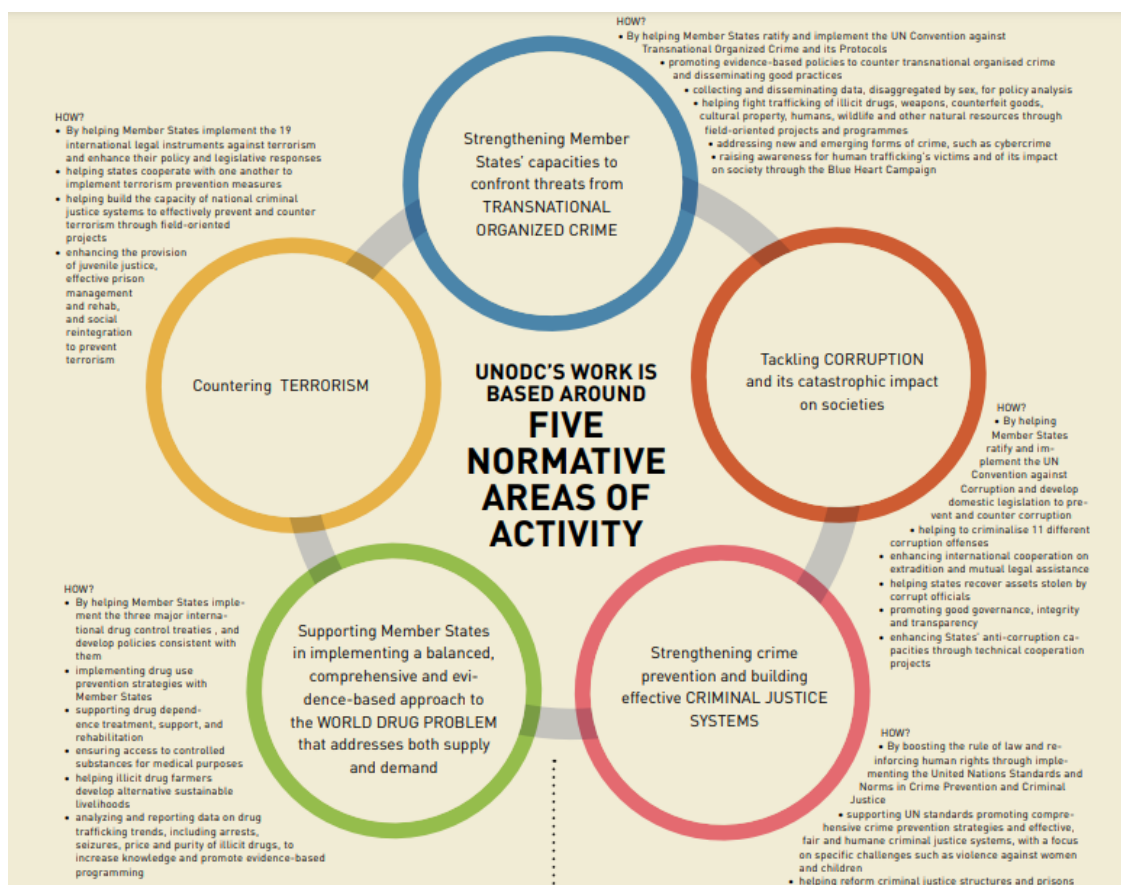 HOW?
• By helping Member States ratify and implement the UN Convention against
Transnational Organized Crime and its Protocols
• promoting evidence-based policies to counter transnational organised crime
and disseminating good practices
• collecting and disseminating data, disaggregated by sex, for policy analysis
• helping fight trafficking of illicit drugs, weapons, counterfeit goods,
cultural property, humans, wildlife and other natural resources through
field-oriented projects and programmes
• addressing new and emerging forms of crime, such as cybercrime
• raising awareness for human trafficking's victims and of its impact
on society through the Blue Heart Campaign
HOW?
• By helping Member States implement the 19
international legal instruments against terrorism
and enhance their policy and legislative responses
• helping states cooperate with one another to
implement terrorism prevention measures
• helping build the capacity of national criminal
justice systems to effectively prevent and counter
terrorism through field-oriented
projects
• enhancing the provision
of juvenile justice,
effective prison
management
and rehab,
and social
reintegration
to prevent
terrorism
Strengthening Member
States' capacities to
confront threats from
TRANSNATIONAL
ORGANIZED CRIME
Countering TERRORISM
UNODC'S WORK IS
BASED AROUND
FIVE
NORMATIVE
AREAS OF
ACTIVITY
Tackling CORRUPTION
and its catastrophic impact
on societies
HOW?
• By helping
Member States
ratify and im-
plement the UN
Convention against
Corruption and develop
domestic legislation to pre-
vent and counter corruption
• helping to criminalise 11 different
corruption offenses
• enhancing international cooperation on
extradition and mutual legal assistance
• helping states recover assets stolen by
corrupt officials
• promoting good governance, integrity
and transparency
• enhancing States' anti-corruption ca-
pacities through technical cooperation
projects
HOW?
• By helping Member States imple-
ment the three major interna-
tional drug control treaties , and
develop policies consistent with
them
• implementing drug use
prevention strategies with
Member States
• supporting drug depend-
ence treatment, support, and
rehabilitation
• ensuring access to controlled
substances for medical purposes
• helping illicit drug farmers
develop alternative sustainable
livelihoods
• analyzing and reporting data on drug
trafficking trends, including arrests,
seizures, price and purity of illicit drugs, to
increase knowledge and promote evidence-based
programming
Supporting Member States
in implementing a balanced,
comprehensive and evi-
dence-based approach to
the WORLD DRUG PROBLEM
that addresses both supply
and demand
Strengthening crime
prevention and building
effective CRIMINAL JUSTICE
SYSTEMS
HOW?
• By boosting the rule of law and re-
inforcing human rights through imple-
menting the United Nations Standards and
Norms in Crime Prevention and Criminal
Justice
• supporting UN standards promoting compre-
hensive crime prevention strategies and effective,
fair and humane criminal justice systems, with a focus
on specific challenges such as violence against women
and children
• helping reform criminal justice structures and prisons